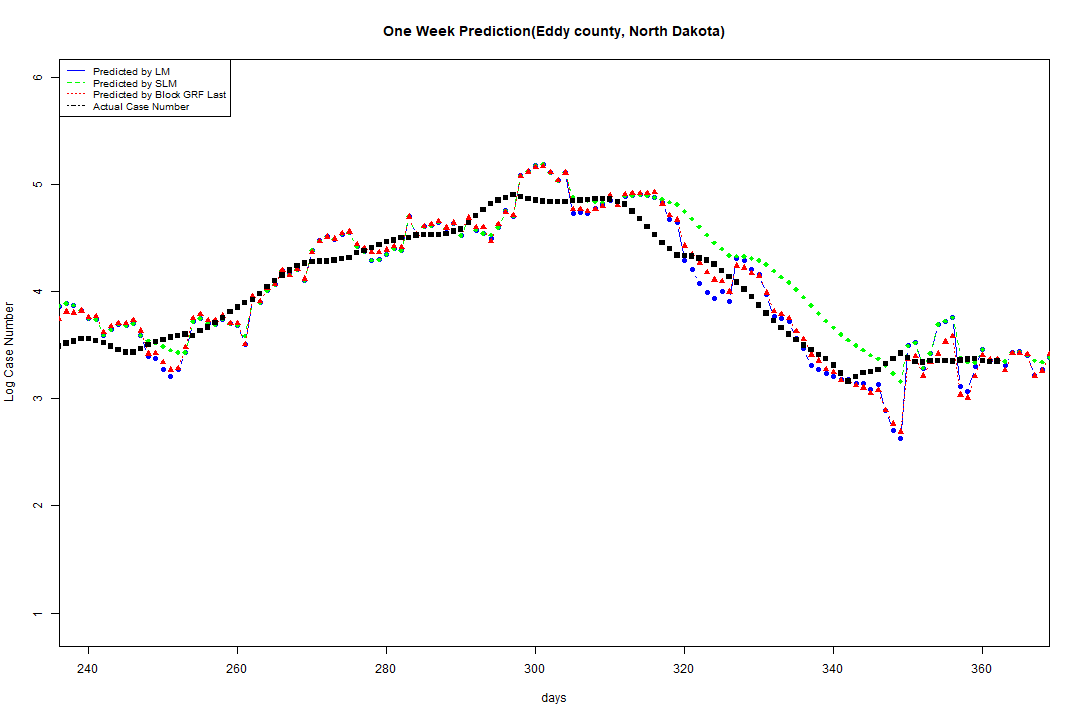 One Week Prediction(Eddy county, North Dakota)
Predicted by LM
Predicted by SLM
Predicted by Block GRF Last
Actual Case Number
6
5
4
3
2
1
Log Case Number
240 260 280 300 320 340 360
days